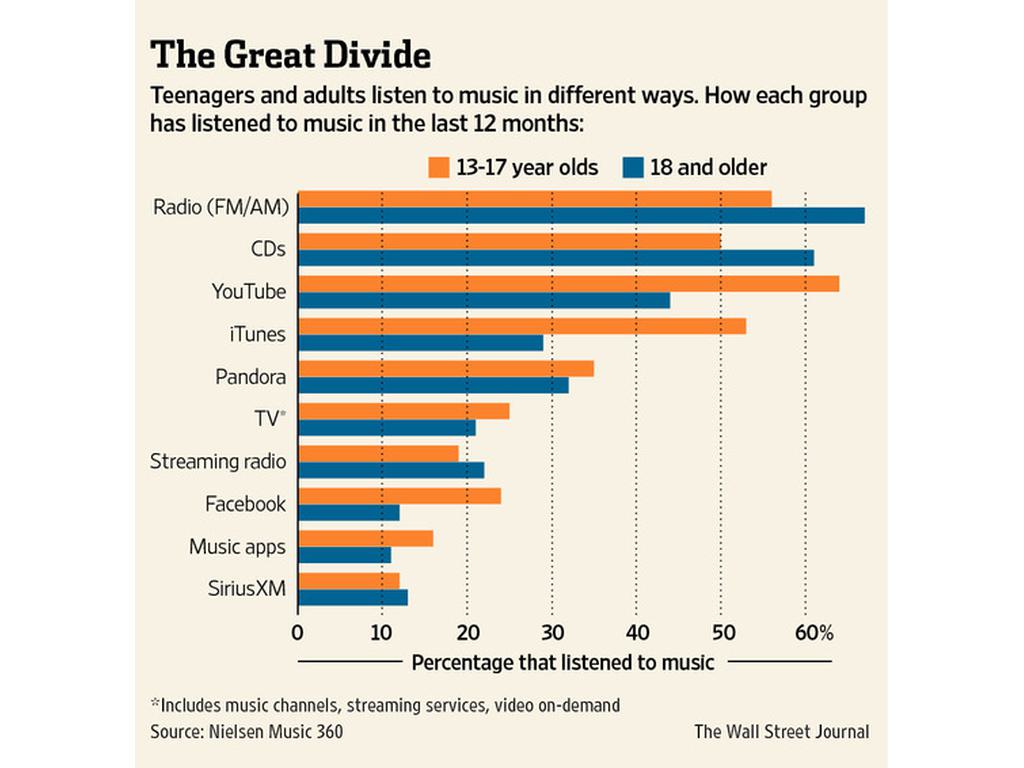 The Great Divide
Teenagers and adults listen to music in different ways. How each group
has listened to music in the last 12 months:
13-17 year olds 18 and older
Radio (FM/AM)
CDs
YouTube
iTunes
Pandora
TV*
Streaming radio
Facebook
Music apps
SiriusXM
0 10 20 30 40 50 60%
Percentage that listened to music
*Includes music channels, streaming services, video on-demand
Source: Nielsen Music 360 The Wall Street Journal